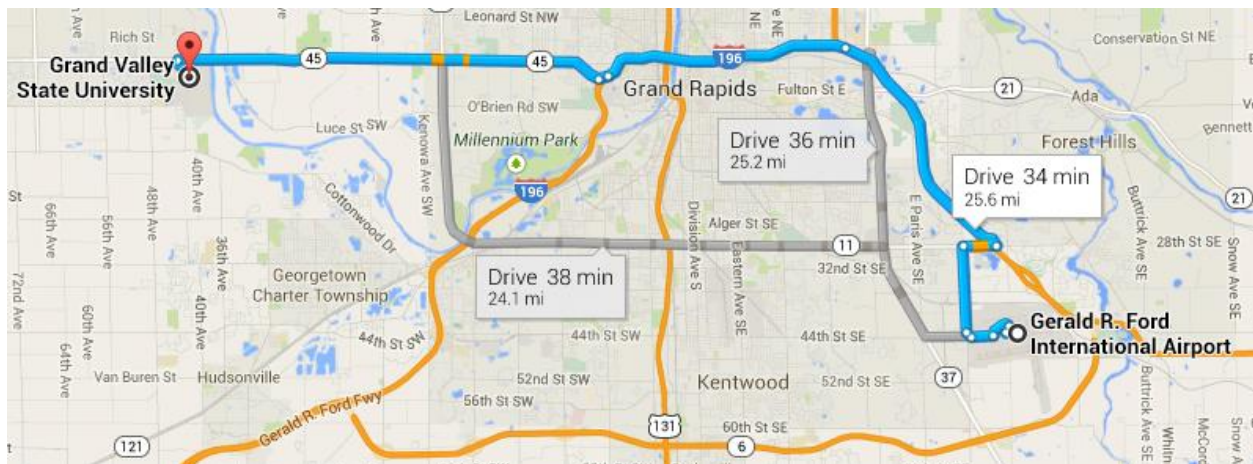 Leonard St NW
Rich St
Conservation St NE
45
45
196
Grand Valley
State University
Grand Rapids
Fulton St E
21
Ada
O'Brien Rd SW
Luce St SW
Kenowa Ave SW
Millennium Park
Drive 36 min
25.2 mi
Forest Hills
Bennett
Drive 34 min
25.6 mi
196
St
66th Ave
56th Ave
48th Ave
40th Ave
36th Ave
Cottonwood Dr
Division Ave S
Eastern Ave SE
Alger St SE
E Paris Ave SE
Buttrick Ave SE
21
11
28th St SE
Snow Ave SE
32nd St SE
72nd Ave
Georgetown
Charter Township
Drive 38 min
24.1 mi
40th Ave
60th Ave
64th Ave
44th St SW
44th St SW
44th St SE
Gerald R. Ford
International Airport
Van Buren St
Hudsonville
52nd St SW
Kentwood
52nd St SE
37
Gerald R. Ford Fwy
56th St SW
131
60th St SE
6
121
Buttrick Ave SE
Whitn
McCor
Snow A